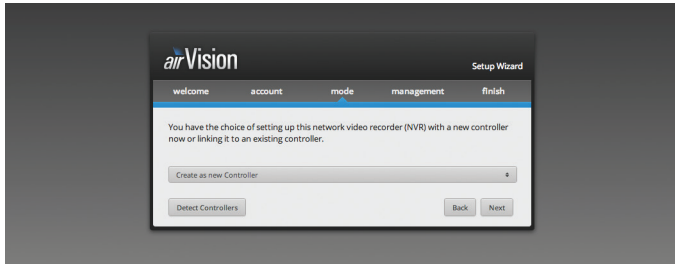 airVision
Setup Wizard
welcome account mode management finish
You have the choice of setting up this network video recorder (NVR) with a new controller
now or linking it to an existing controller.
Create as new Controller
Detect Controllers Back Next